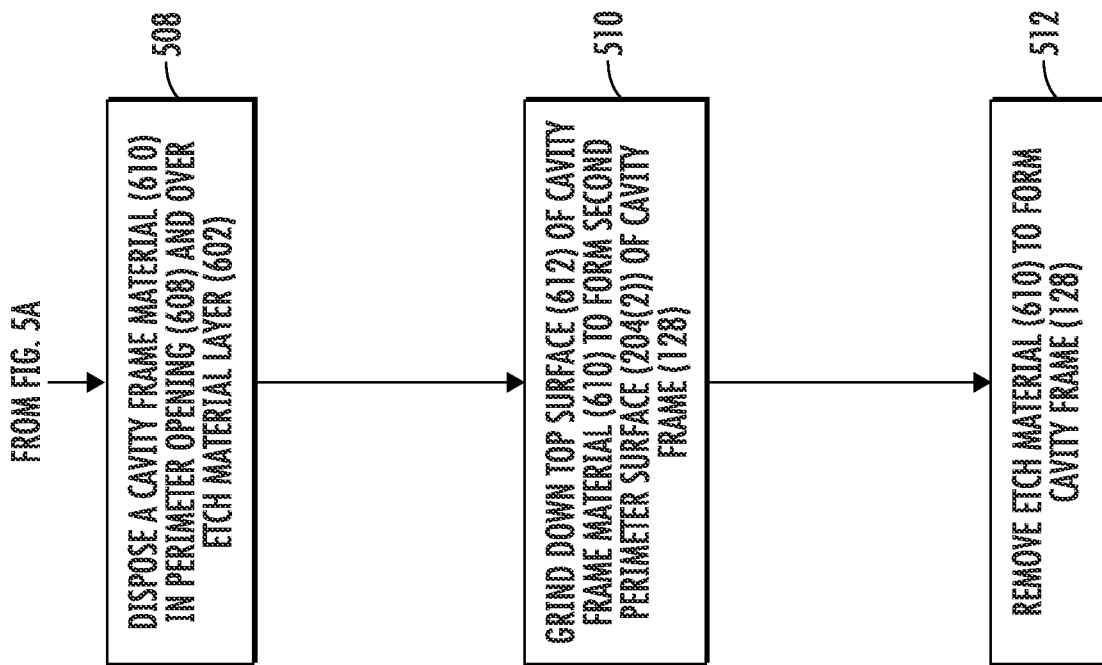 FROM FIG. 5A
DISPOSE A CAVITY FRAME MATERIAL (610)
IN PERIMETER OPENING (608) AND OVER
ETCH MATERIAL LAYER (602)
508
GRIND DOWN TOP SURFACE (612) OF CAVITY
FRAME MATERIAL (610) TO FORM SECOND
PERIMETER SURFACE (204(2)) OF CAVITY
FRAME (128)
510
REMOVE ETCH MATERIAL (610) TO FORM
CAVITY FRAME (128)
512